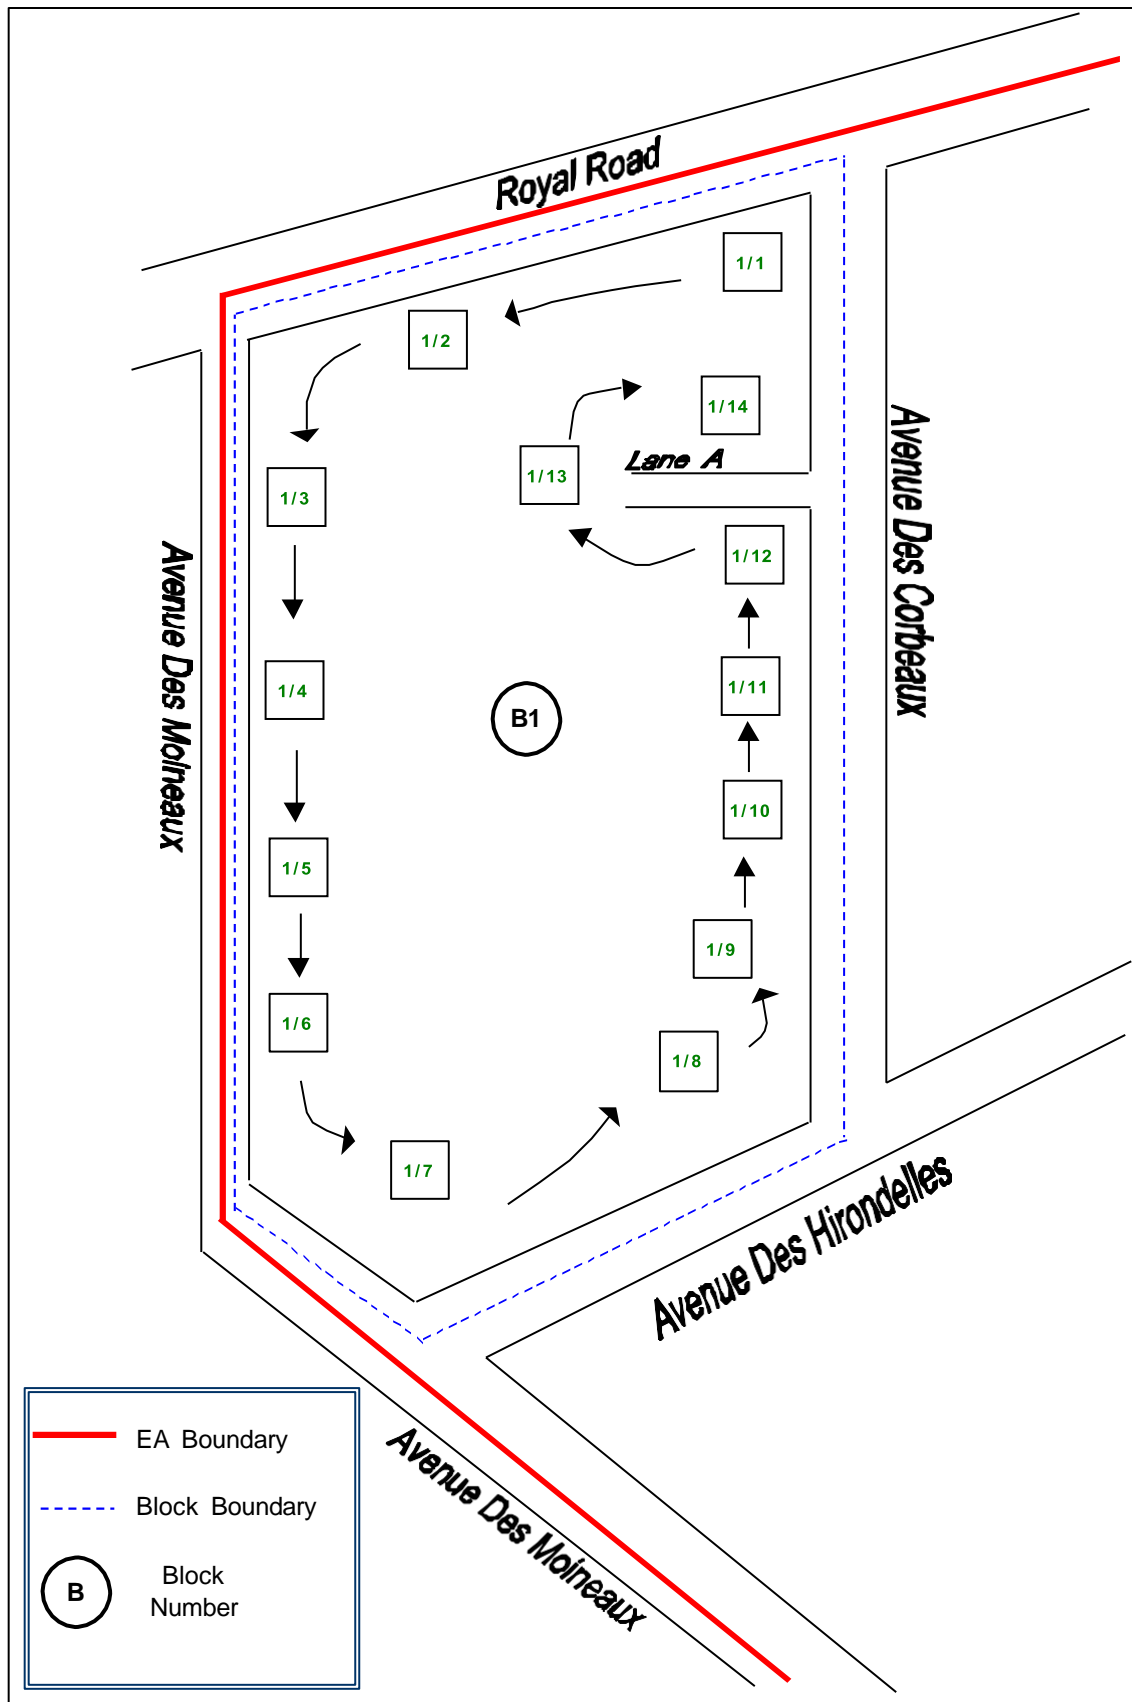 Royal Road
1/1
1/2
1/14
Lane A
1/13
1/3
1/12
Avenue Des Corbeaux
Avenue Des Moineaux
1/4
1/11
B1
1/10
1/5
1/9
1/6
1/8
1/7
Avenue Des Hirondelles
Avenue Des Moineaux
EA Boundary
Block Boundary
B
Block
Number